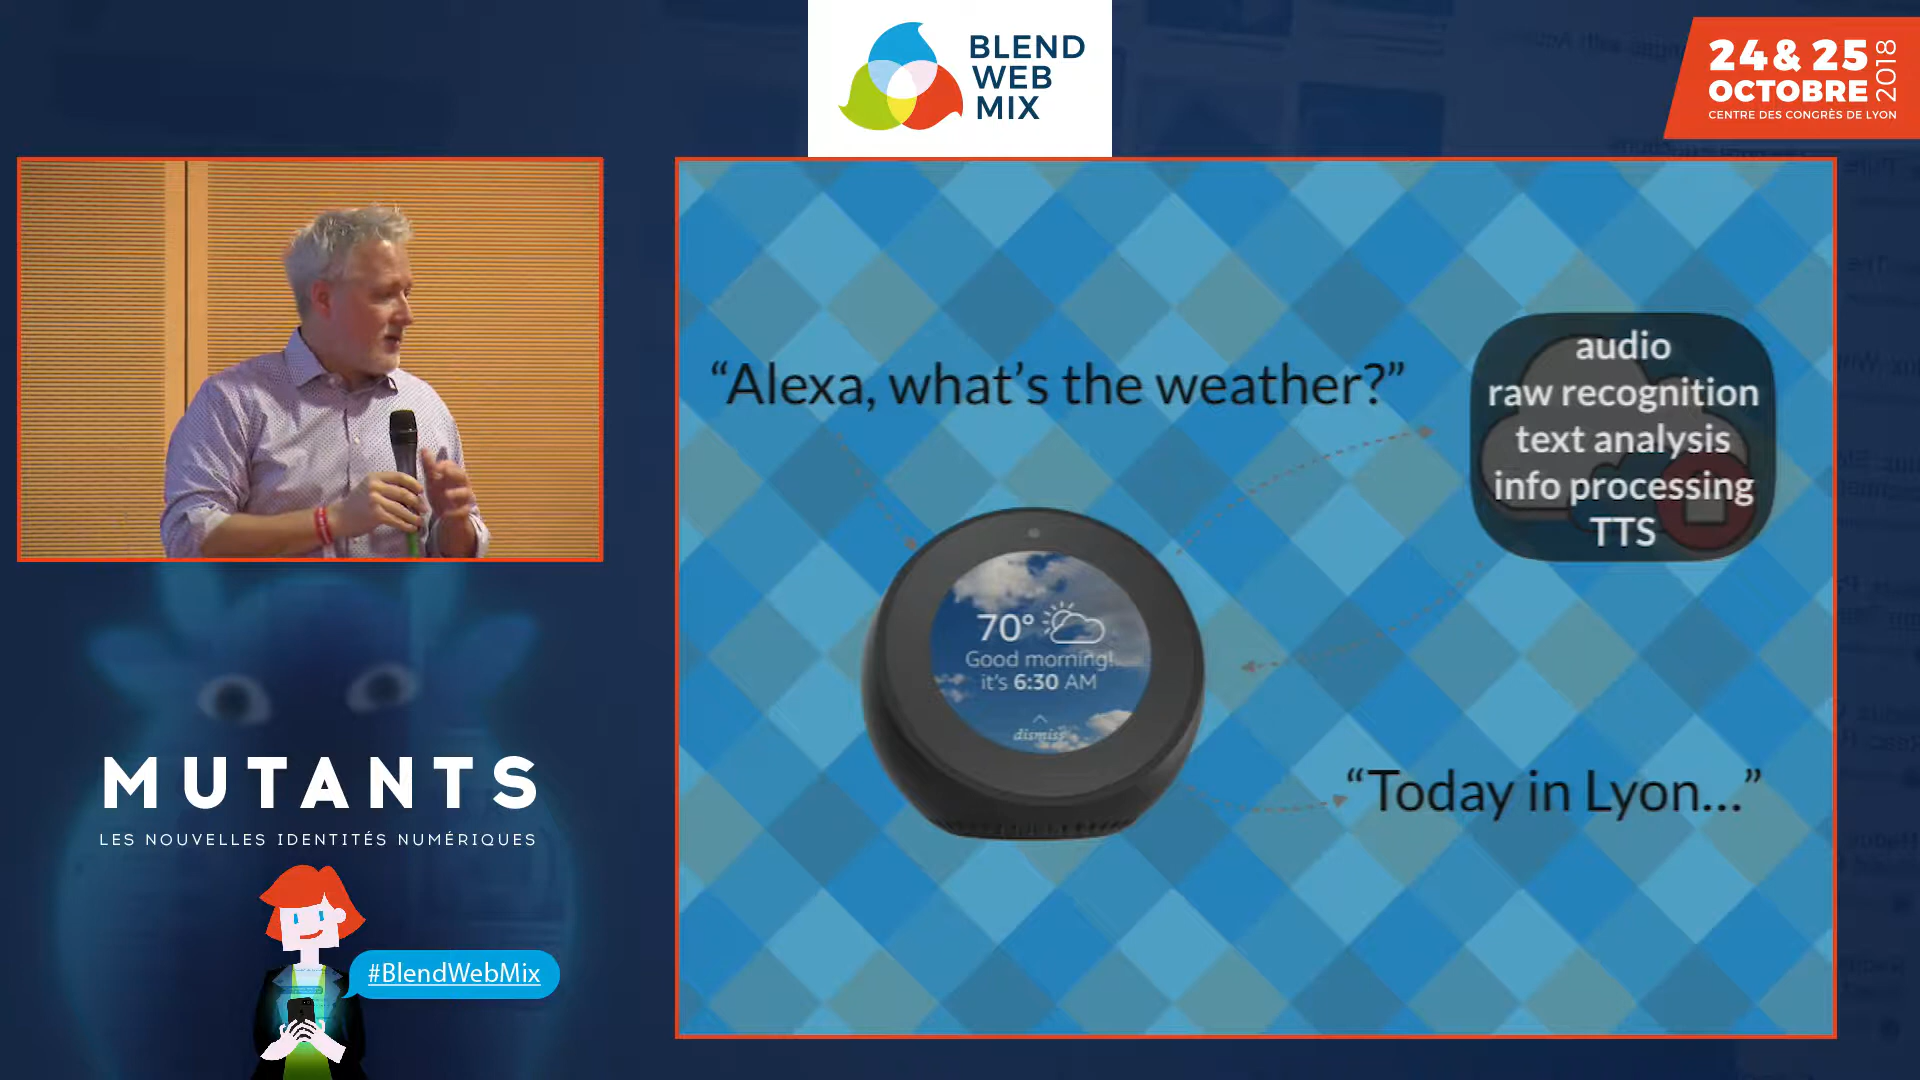 BLEND
WEB
MIX
24 & 25
OCTOBRE
2018
CENTRE DES CONGRÈS DE LYON
“Alexa, what’s the weather?”
audio
raw recognition
text analysis
info processing
TTS
70°
Good morning!
it's 6:30 AM
dismiss
“Today in Lyon...”
MUTANTS
LES NOUVELLES IDENTITÉS NUMÉRIQUES
#BlendWebMix